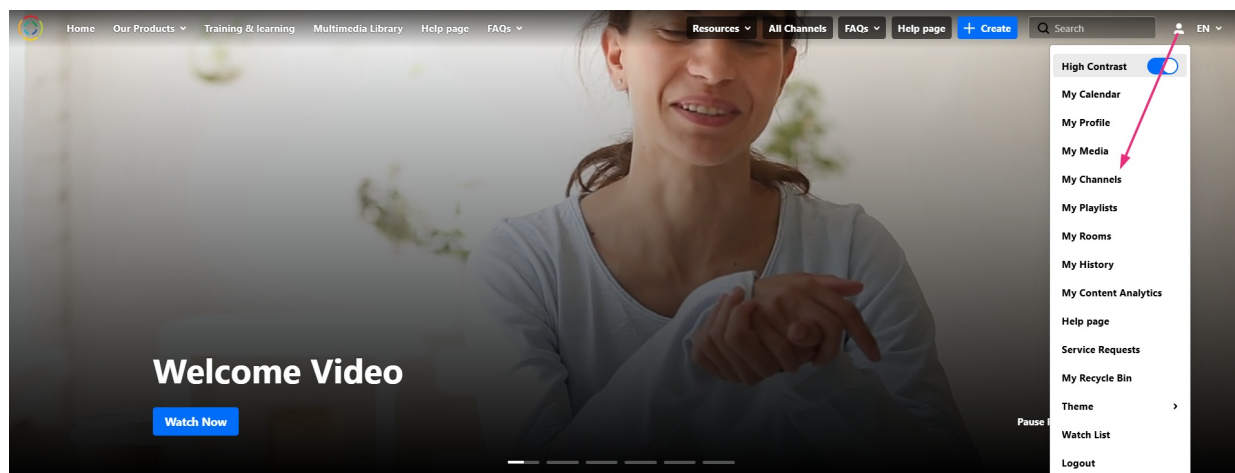 Home Our Products Training & learning Multimedia Library Help page FAQs Resources All Channels FAQs Help page + Create Search EN
High Contrast
My Calendar
My Profile
My Media
My Channels
My Playlists
My Rooms
My History
My Content Analytics
Help page
Service Requests
My Recycle Bin
Theme
Watch List
Logout
Welcome Video
Watch Now
Pause